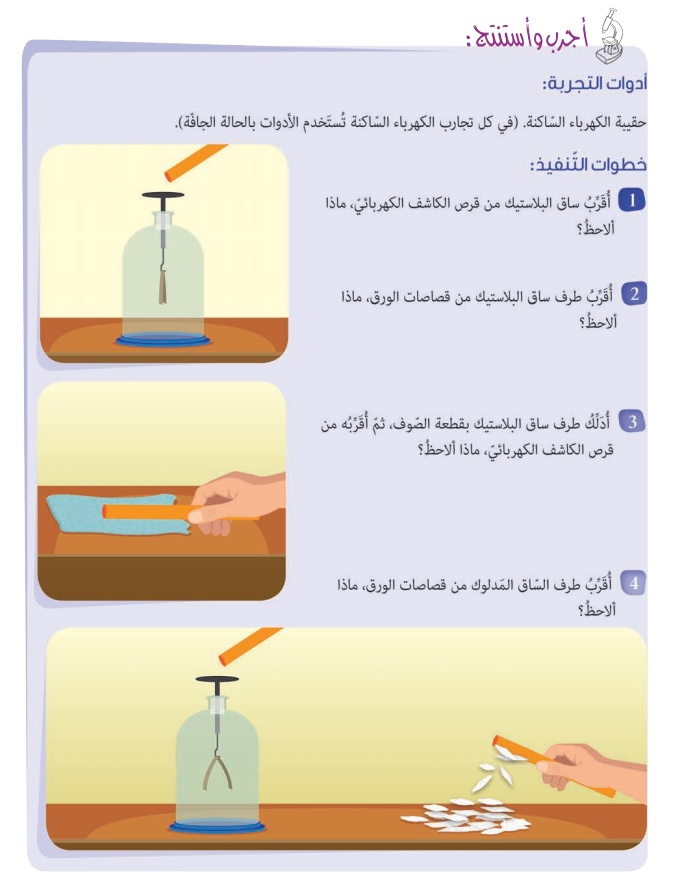 أجرب وأستنتج:
أدوات التجربة:
حقيبة الكهرباء السّاكنة. (في كل تجارب الكهرباء السّاكنة تُستَخدم الأدوات بالحالة الجافّة).
خطوات التّنفيذ:
1 أُقَرِّبُ ساق البلاستيك من قرص الكاشف الكهربائيّ، ماذا
ألاحظُ؟
2 أُقَرِّبُ طرف ساق البلاستيك من قصاصات الورق، ماذا
ألاحظُ؟
3 أُدَلِّكُ طرف ساق البلاستيك بقطعة الصّوف، ثمّ أُقَرِّبُه من
قرص الكاشف الكهربائيّ، ماذا ألاحظُ؟
4 أُقَرِّبُ طرف السّاق المَدلوك من قصاصات الورق، ماذا
ألاحظُ؟